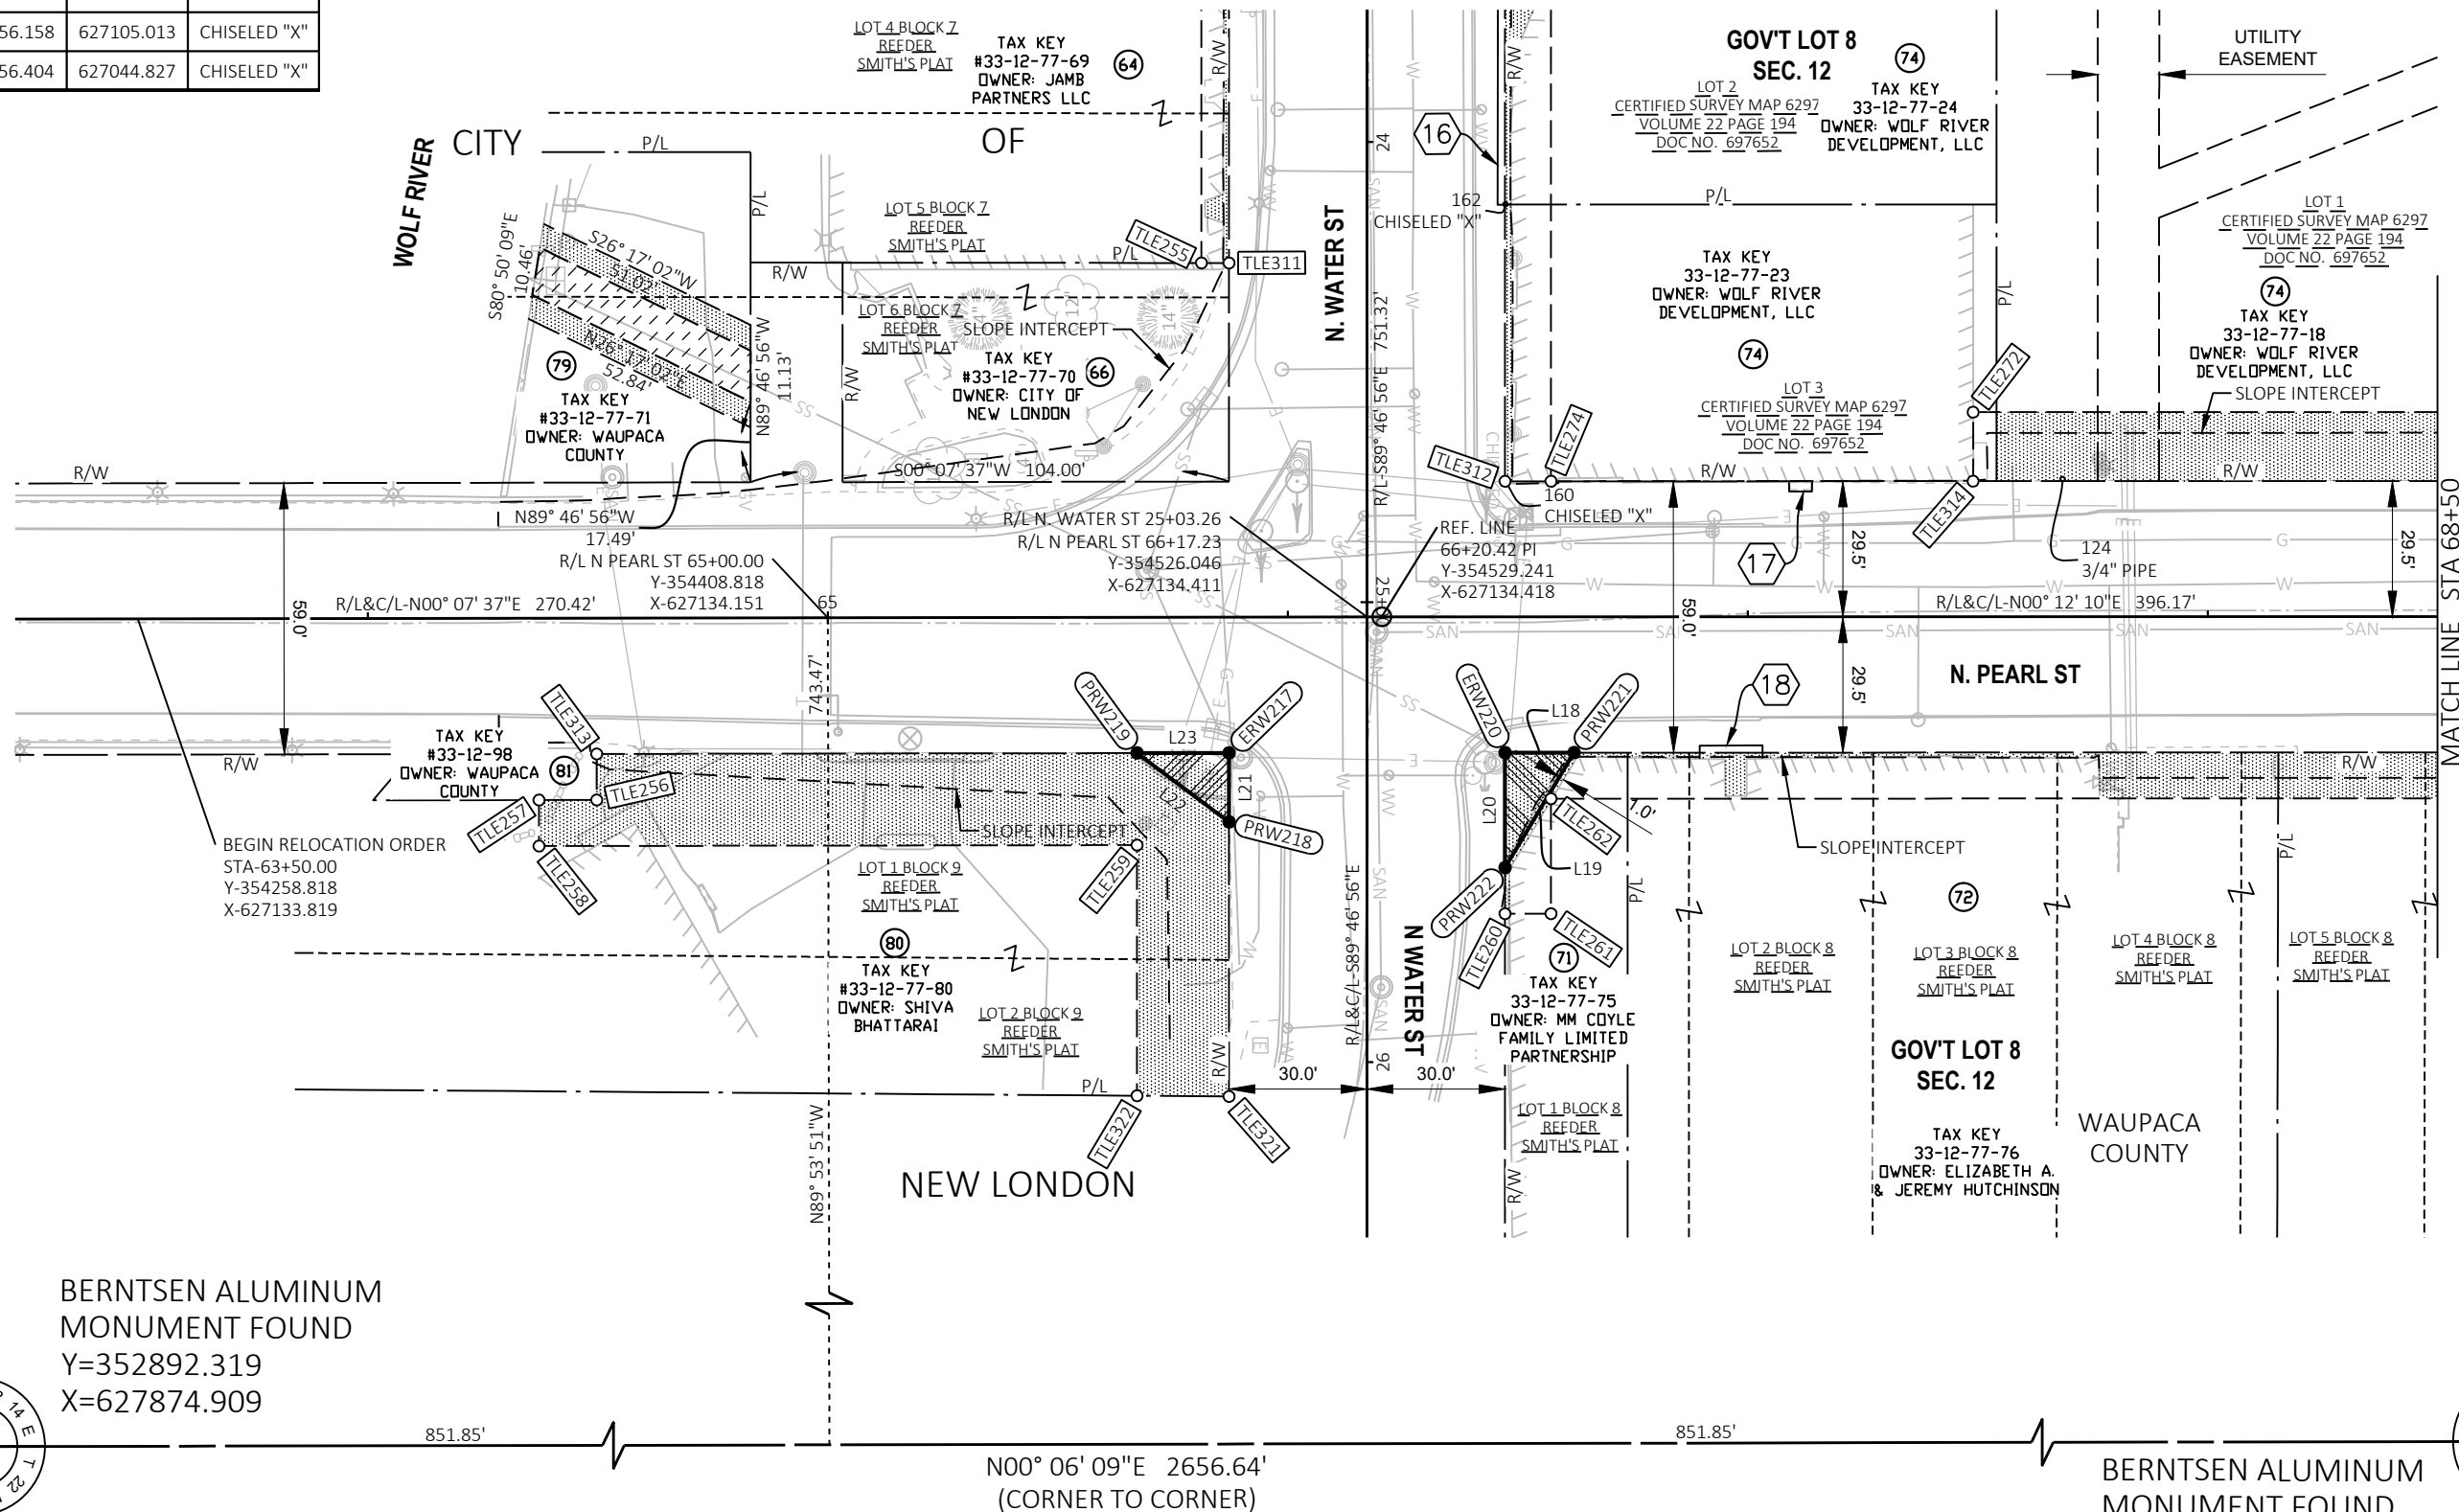 56.158 627105.013 CHISELED "X"
56.404 627044.827 CHISELED "X"
LOT 4 BLOCK 7
REEDER
SMITH'S PLAT
TAX KEY
#33-12-77-69
OWNER: JAMB
PARTNERS LLC
64
R/W
24
16
R/W
GOV'T LOT 8
SEC. 12
74
LOT 2
CERTIFIED SURVEY MAP 6297
VOLUME 22 PAGE 194
DOC NO. 697652
TAX KEY
33-12-77-24
OWNER: WOLF RIVER
DEVELOPMENT, LLC
UTILITY
EASEMENT
WOLF RIVER
CITY
OF
P/L
P/L
LOT 5 BLOCK 7
REEDER
SMITH'S PLAT
P/L
R/W
TLE255
TLE311
N. WATER ST
162
CHISELED "X"
P/L
LOT 1
CERTIFIED SURVEY MAP 6297
VOLUME 22 PAGE 194
DOC NO. 697652
74
TAX KEY
33-12-77-18
OWNER: WOLF RIVER
DEVELOPMENT, LLC
SLOPE INTERCEPT
P/L
TAX KEY
33-12-77-23
OWNER: WOLF RIVER
DEVELOPMENT, LLC
74
LOT 3
CERTIFIED SURVEY MAP 6297
VOLUME 22 PAGE 194
DOC NO. 697652
S80° 50' 09"E
10.46'
S26° 17' 02"W
51.02'
N26° 17' 02"E
52.84'
N89° 46' 56"W
11.13'
79
TAX KEY
#33-12-77-71
OWNER: WAUPACA
COUNTY
LOT 6 BLOCK 7
REEDER
SMITH'S PLAT
SLOPE INTERCEPT
14"
12"
14"
TAX KEY
#33-12-77-70
OWNER: CITY OF
NEW LONDON
66
R/W
S00° 07' 37"W 104.00'
R/L-S89° 46' 56"E 751.32'
TLE312
TLE274
TLE272
TLE314
R/W
R/W
R/W
160
CHISELED "X"
17
124
3/4" PIPE
29.5'
29.5'
N89° 46' 56"W
17.49'
R/L N PEARL ST 65+00.00
Y-354408.818
X-627134.151
R/L N. WATER ST 25+03.26
R/L N PEARL ST 66+17.23
Y-354526.046
X-627134.411
REF. LINE
66+20.42 PI
Y-354529.241
X-627134.418
R/L&C/L-N00° 07' 37"E 270.42'
65
R/L&C/L-N00° 12' 10"E 396.17'
59.0'
59.0'
29.5'
MATCH LINE STA 68+50
N. PEARL ST
743.47'
18
PRW219
L23
ERW217
L21
L22
PRW218
ERW220
L18
PRW221
L20
L19
1.0'
PRW222
TLE313
TAX KEY
#33-12-98
OWNER: WAUPACA
COUNTY
81
R/W
TLE256
TLE257
TLE258
TLE259
SLOPE INTERCEPT
TLE262
TLE260
TLE261
SLOPE INTERCEPT
R/W
P/L
P/L
BEGIN RELOCATION ORDER
STA-63+50.00
Y-354258.818
X-627133.819
LOT 1 BLOCK 9
REEDER
SMITH'S PLAT
80
TAX KEY
#33-12-77-80
OWNER: SHIVA
BHATTARAI
LOT 2 BLOCK 9
REEDER
SMITH'S PLAT
R/L&C/L-S89° 46' 56"E
N WATER ST
26
30.0'
30.0'
R/W
P/L
TLE322
TLE321
71
TAX KEY
33-12-77-75
OWNER: MM COYLE
FAMILY LIMITED
PARTNERSHIP
LOT 1 BLOCK 8
REEDER
SMITH'S PLAT
R/W
72
LOT 2 BLOCK 8
REEDER
SMITH'S PLAT
LOT 3 BLOCK 8
REEDER
SMITH'S PLAT
LOT 4 BLOCK 8
REEDER
SMITH'S PLAT
LOT 5 BLOCK 8
REEDER
SMITH'S PLAT
GOV'T LOT 8
SEC. 12
TAX KEY
33-12-77-76
OWNER: ELIZABETH A.
& JEREMY HUTCHINSON
WAUPACA
COUNTY
NEW LONDON
N89° 53' 51"W
BERNTSEN ALUMINUM
MONUMENT FOUND
Y=352892.319
X=627874.909
14 E
T 22
851.85'
851.85'
N00° 06' 09"E 2656.64'
(CORNER TO CORNER)
BERNTSEN ALUMINUM
MONUMENT FOUND